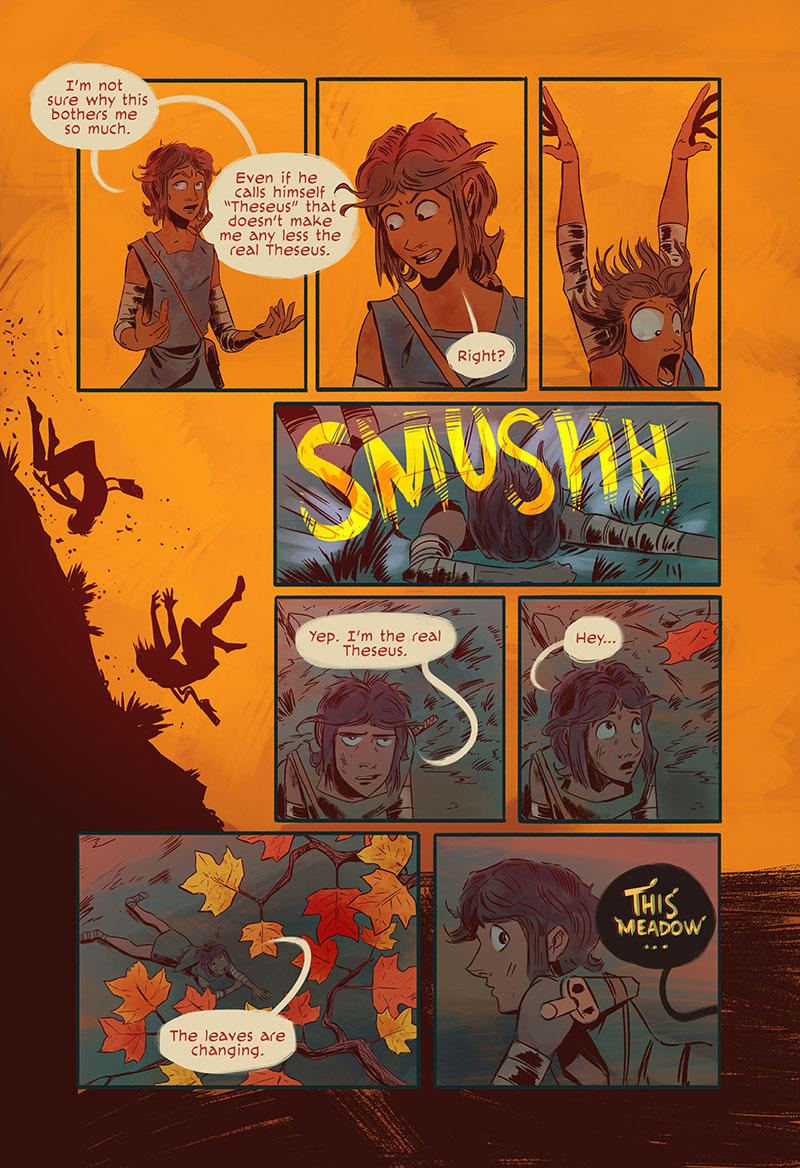 I'm not
sure why this
bothers me
so much.
Even if he
calls himself
"Theseus" that
doesn't make
me any less the
real Theseus.
Right?
SMUSHH
Yep. I'm the real
Theseus.
Hey...
The leaves are
changing.
THIS
MEADOW
...